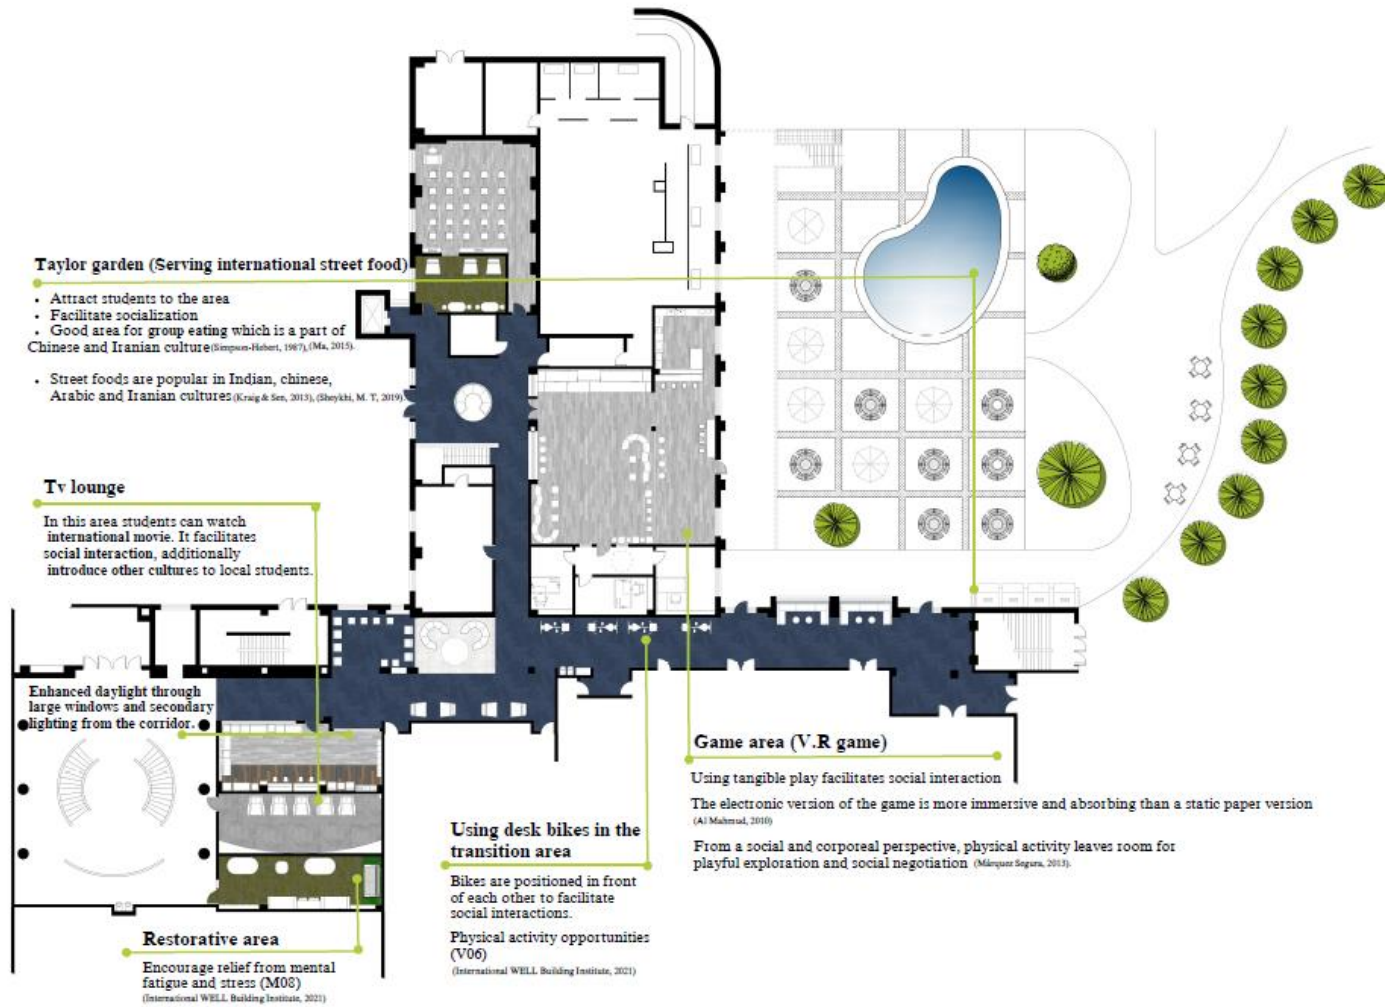 Taylor garden (Serving international street food)
• Attract students to the area
• Facilitate socialization
• Good area for group eating which is a part of
Chinese and Iranian culture (Simpson-Hebert, 1987), (Ma, 2015).
• Street foods are popular in Indian, chinese,
Arabic and Iranian cultures (Kraig & Sen, 2013), (Sheykhi, M. T, 2019)
Tv lounge
In this area students can watch
international movie. It facilitates
social interaction, additionally
introduce other cultures to local students.
Enhanced daylight through
large windows and secondary
lighting from the corridor.
Restorative area
Encourage relief from mental
fatigue and stress (M08)
(International WELL Building Institute, 2021)
Using desk bikes in the
transition area
Bikes are positioned in front
of each other to facilitate
social interactions.
Physical activity opportunities
(V06)
(International WELL Building Institute, 2021)
Game area (V.R game)
Using tangible play facilitates social interaction
The electronic version of the game is more immersive and absorbing than a static paper version
(Al Mahmud, 2010)
From a social and corporeal perspective, physical activity leaves room for
playful exploration and social negotiation (Márquez Segura, 2013).